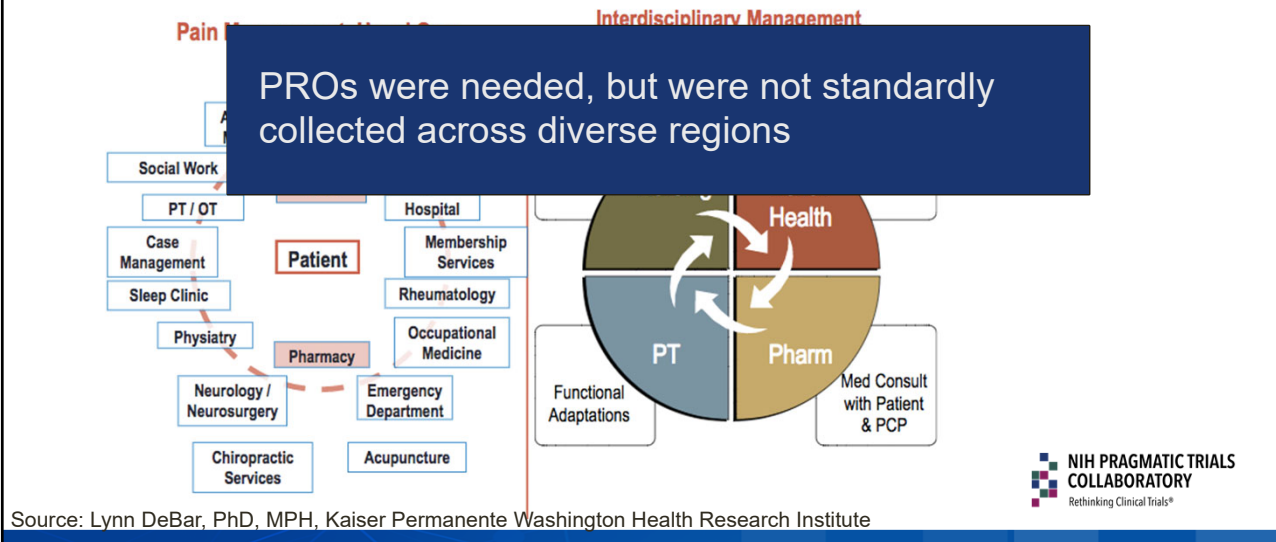 Pain
Interdisciplinary Management
PROs were needed, but were not standardly
collected across diverse regions
Social Work
PT / OT
Case
Management
Sleep Clinic
Physiatry
Neurology /
Neurosurgery
Chiropractic
Services
Patient
Pharmacy
Hospital
Membership
Services
Rheumatology
Occupational
Medicine
Emergency
Department
Acupuncture
Health
PT
Pharm
Functional
Adaptations
Med Consult
with Patient
& PCP
NIH PRAGMATIC TRIALS
COLLABORATORY
Rethinking Clinical Trials®
Source: Lynn DeBar, PhD, MPH, Kaiser Permanente Washington Health Research Institute